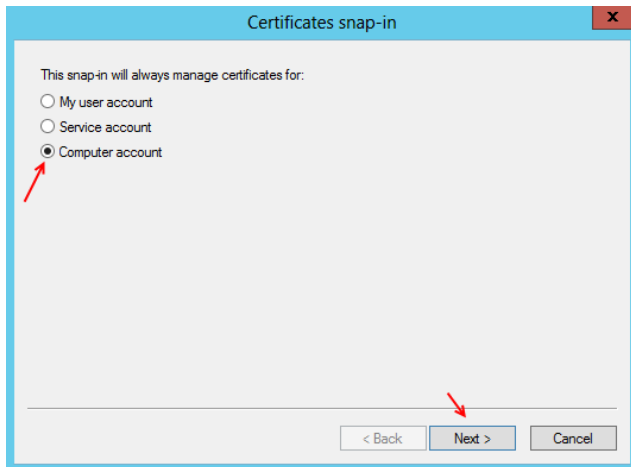 Certificates snap-in
x
This snap-in will always manage certificates for:
My user account
Service account
Computer account
< Back Next > Cancel